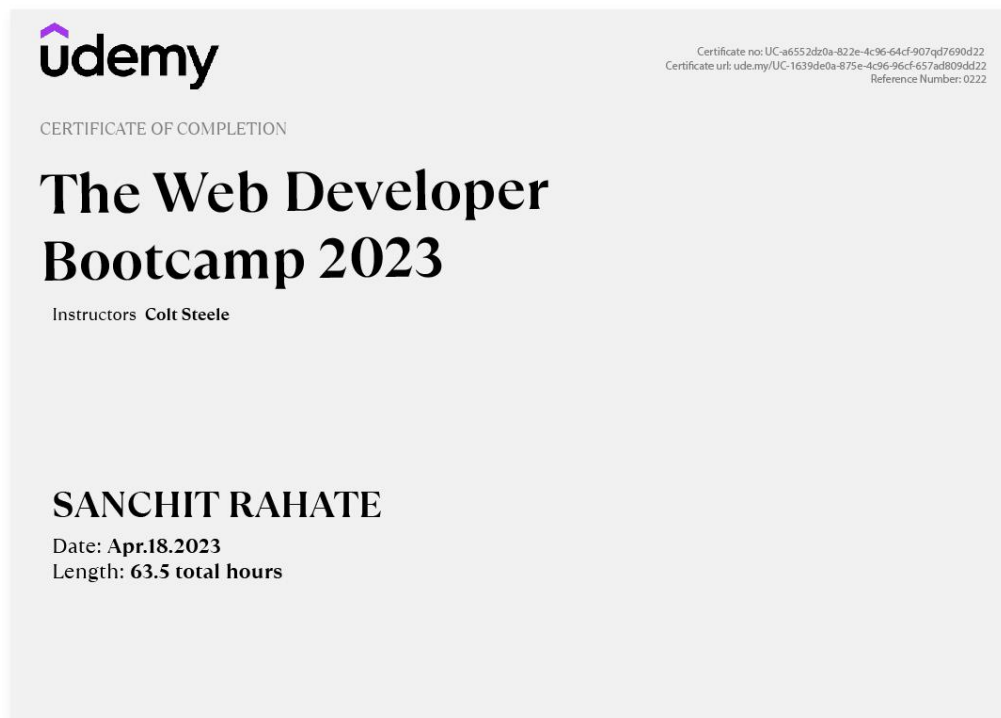 udemy
Certificate no: UC-a6552dz0a-822e-4c96-64cf-907qd7690d22
Certificate url: ude.my/UC-1639de0a-875e-4c96-96cf-657ad809dd22
Reference Number: 0222
CERTIFICATE OF COMPLETION
The Web Developer
Bootcamp 2023
Instructors Colt Steele
SANCHIT RAHATE
Date: Apr.18.2023
Length: 63.5 total hours